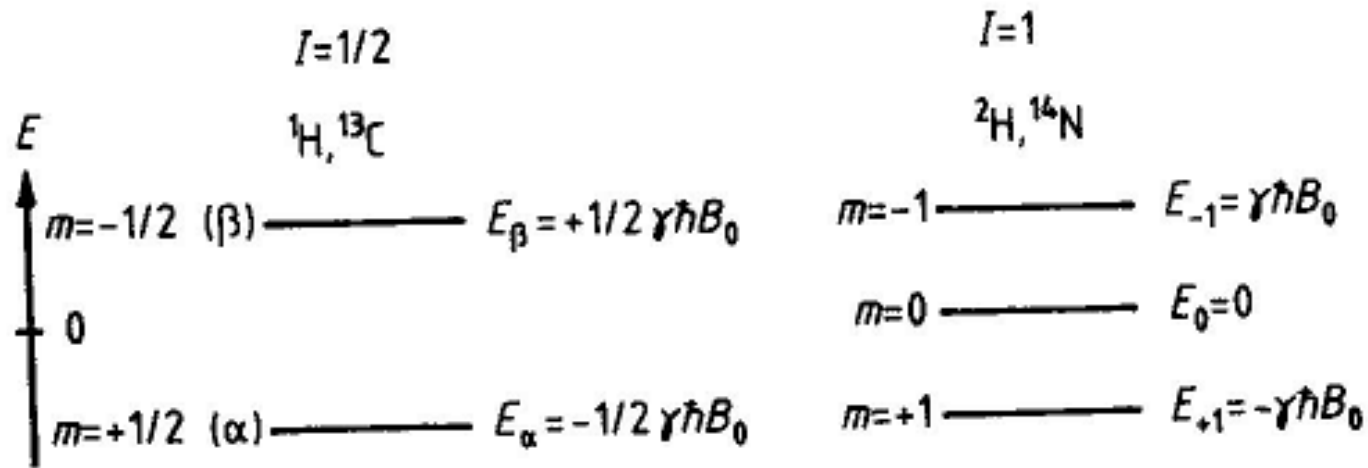 I=1/2
¹H, ¹³C
E
m=-1/2 (β) E_β=+1/2 γħB₀
0
m=+1/2 (α) E_α=-1/2 γħB₀
I=1
²H, ¹⁴N
m=-1 E₋₁=γħB₀
m=0 E₀=0
m=+1 E₊₁=-γħB₀